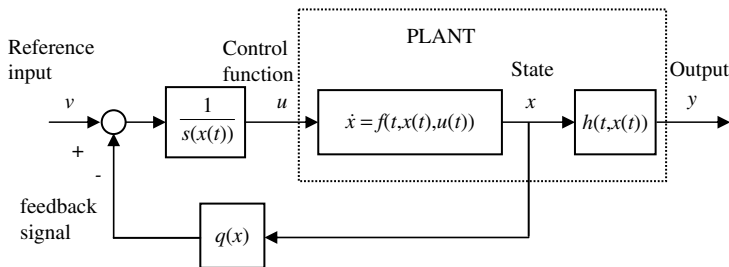 Reference
input
v
+
-
feedback
signal
1
s(x(t))
Control
function
u
PLANT
ẋ = f(t,x(t),u(t))
State
x
h(t,x(t))
Output
y
q(x)